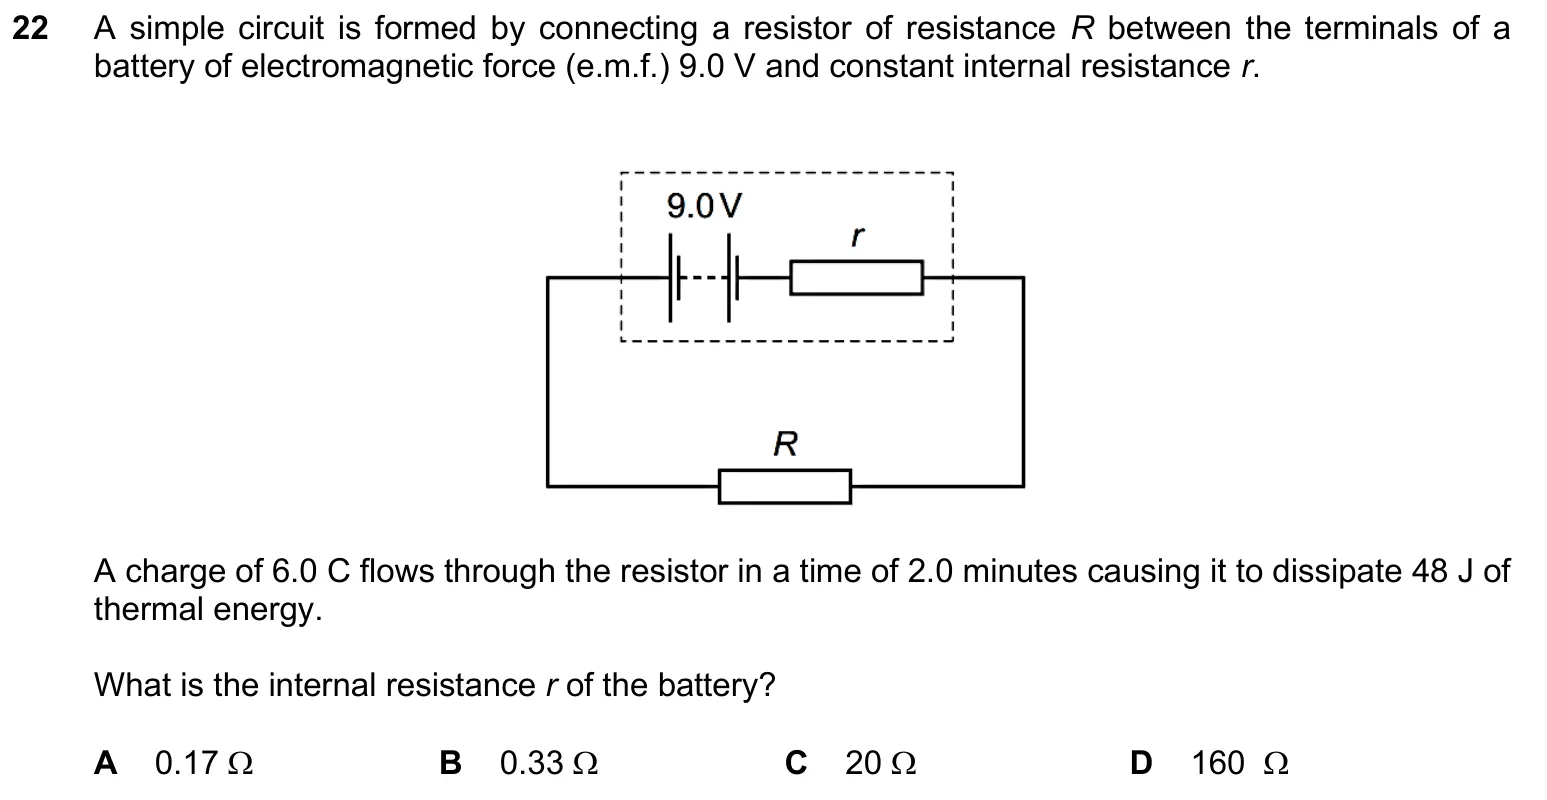 22 A simple circuit is formed by connecting a resistor of resistance R between the terminals of a
battery of electromagnetic force (e.m.f.) 9.0 V and constant internal resistance r.
9.0 V
r
R
A charge of 6.0 C flows through the resistor in a time of 2.0 minutes causing it to dissipate 48 J of
thermal energy.
What is the internal resistance r of the battery?
A 0.17 Ω B 0.33 Ω C 20 Ω D 160 Ω